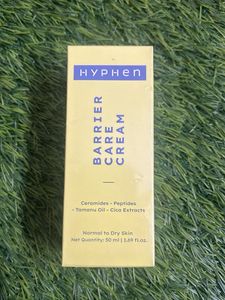 HYPHEN
BARRIER
CARE
CREAM
Ceramides - Peptides
- Tamanu Oil - Cica Extracts
Normal to Dry Skin
Net Quantity: 50 ml | 1.69 fl.oz.